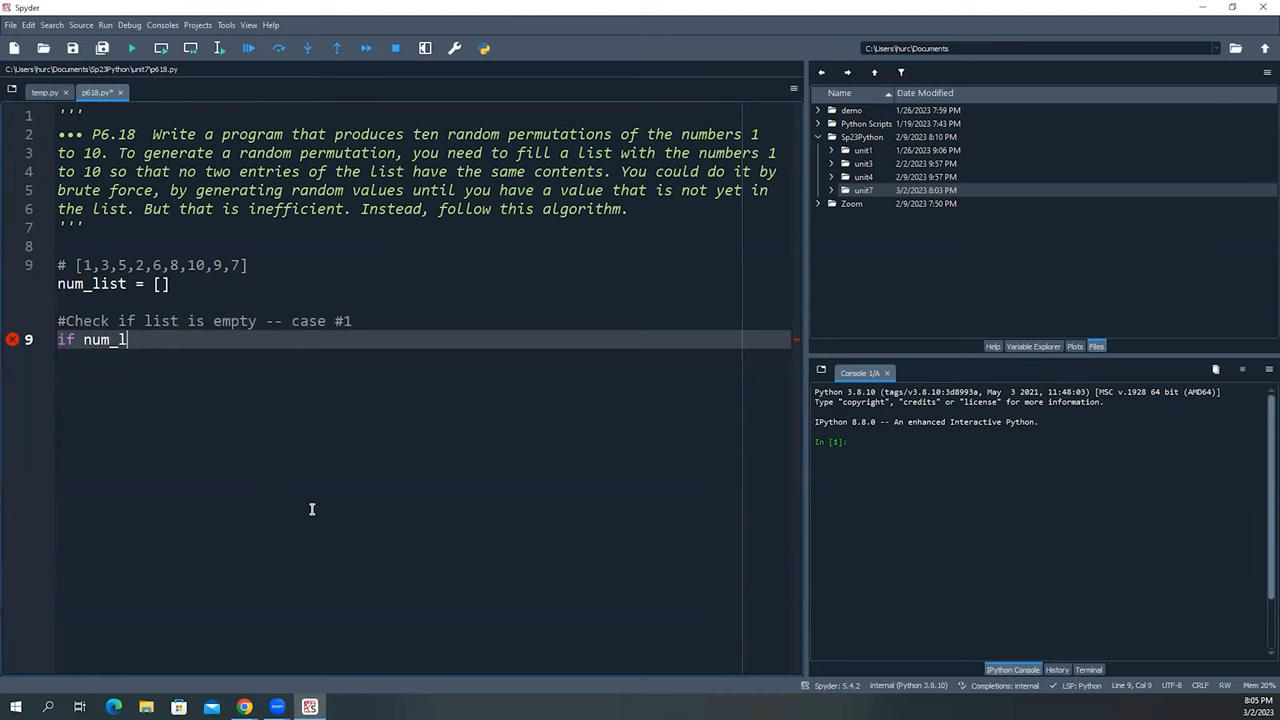 Spyder
File Edit Search Source Run Debug Consoles Projects Tools View Help
C:\Users\hurc\Documents
C:\Users\hurc\Documents\Sp23Python\unit7\p618.py
temp.py
p618.py*
1 '''
2 ●●● P6.18  Write a program that produces ten random permutations of the numbers 1
3 to 10. To generate a random permutation, you need to fill a list with the numbers 1
4 to 10 so that no two entries of the list have the same contents. You could do it by
5 brute force, by generating random values until you have a value that is not yet in
6 the list. But that is inefficient. Instead, follow this algorithm.
7 '''
8
9 # [1,3,5,2,6,8,10,9,7]
num_list = []
#Check if list is empty -- case #1
9 if num_l
Name Date Modified
demo 1/26/2023 7:59 PM
Python Scripts 1/19/2023 7:43 PM
Sp23Python 2/9/2023 8:10 PM
unit1 1/26/2023 9:06 PM
unit3 2/2/2023 9:57 PM
unit4 2/9/2023 9:57 PM
unit7 3/2/2023 8:03 PM
Zoom 2/9/2023 7:50 PM
Help Variable Explorer Plots Files
Console 1/A
Python 3.8.10 (tags/v3.8.10:3d8993a, May  3 2021, 11:48:03) [MSC v.1928 64 bit (AMD64)]
Type "copyright", "credits" or "license" for more information.
IPython 8.8.0 -- An enhanced Interactive Python.
In [1]:
IPython Console History Terminal
Spyder: 5.4.2 internal (Python 3.8.10) Completions: internal LSP: Python Line 9, Col 9 UTF-8 CRLF RW Mem 20%
8:05 PM
3/2/2023